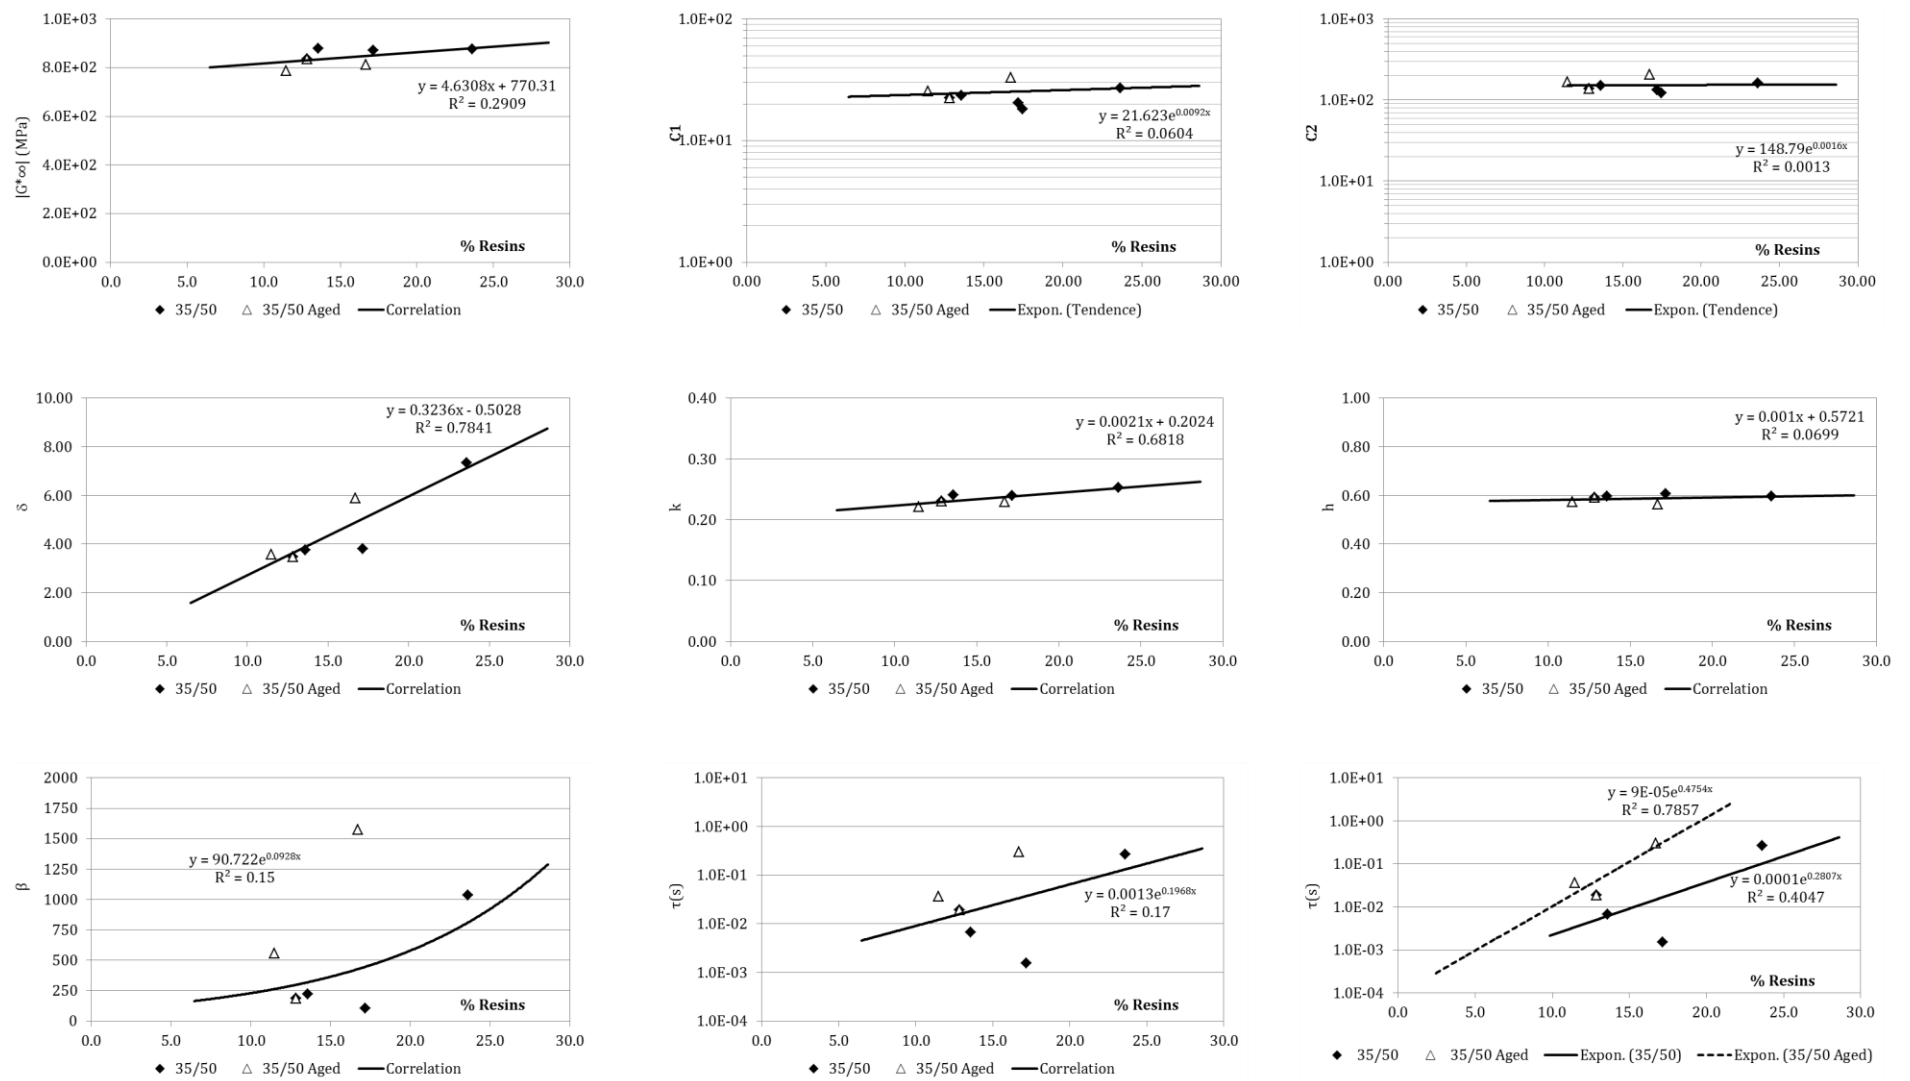 1.0E+03
8.0E+02
6.0E+02
4.0E+02
2.0E+02
0.0E+00
|G*∞| (MPa)
y = 4.6308x + 770.31
R² = 0.2909
% Resins
0.0 5.0 10.0 15.0 20.0 25.0 30.0
35/50 35/50 Aged Correlation
1.0E+02
1.0E+01
1.0E+00
C1
y = 21.623e^0.0092x
R² = 0.0604
% Resins
0.00 5.00 10.00 15.00 20.00 25.00 30.00
35/50 35/50 Aged Expon. (Tendence)
1.0E+03
1.0E+02
1.0E+01
1.0E+00
C2
y = 148.79e^0.0016x
R² = 0.0013
% Resins
0.00 5.00 10.00 15.00 20.00 25.00 30.00
35/50 35/50 Aged Expon. (Tendence)
10.00
8.00
6.00
4.00
2.00
0.00
δ
y = 0.3236x - 0.5028
R² = 0.7841
% Resins
0.0 5.0 10.0 15.0 20.0 25.0 30.0
35/50 35/50 Aged Correlation
0.40
0.30
0.20
0.10
0.00
k
y = 0.0021x + 0.2024
R² = 0.6818
% Resins
0.0 5.0 10.0 15.0 20.0 25.0 30.0
35/50 35/50 Aged Correlation
1.00
0.80
0.60
0.40
0.20
0.00
h
y = 0.001x + 0.5721
R² = 0.0699
% Resins
0.0 5.0 10.0 15.0 20.0 25.0 30.0
35/50 35/50 Aged Correlation
2000
1750
1500
1250
1000
750
500
250
0
β
y = 90.722e^0.0928x
R² = 0.15
% Resins
0.0 5.0 10.0 15.0 20.0 25.0 30.0
35/50 35/50 Aged Correlation
1.0E+01
1.0E+00
1.0E-01
1.0E-02
1.0E-03
1.0E-04
τ(s)
y = 0.0013e^0.1968x
R² = 0.17
% Resins
0.0 5.0 10.0 15.0 20.0 25.0 30.0
35/50 35/50 Aged Correlation
1.0E+01
1.0E+00
1.0E-01
1.0E-02
1.0E-03
1.0E-04
τ(s)
y = 9E-05e^0.4754x
R² = 0.7857
y = 0.0001e^0.2807x
R² = 0.4047
% Resins
0.0 5.0 10.0 15.0 20.0 25.0 30.0
35/50 35/50 Aged Expon. (35/50) Expon. (35/50 Aged)